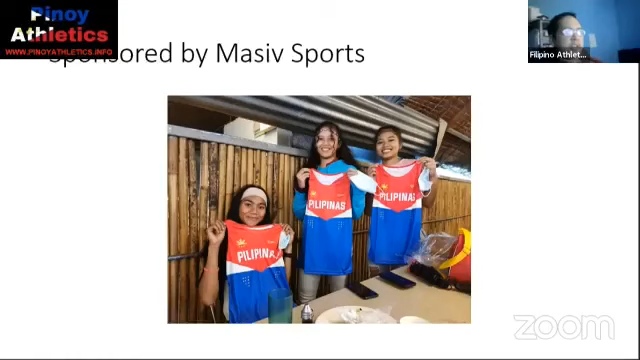 Pinoy
Athletics
WWW.PINOYATHLETICS.INFO
Sponsored by Masiv Sports
Filipino Athlet...
PILIPINAS
PILIPINAS
PILIPINAS
zoom